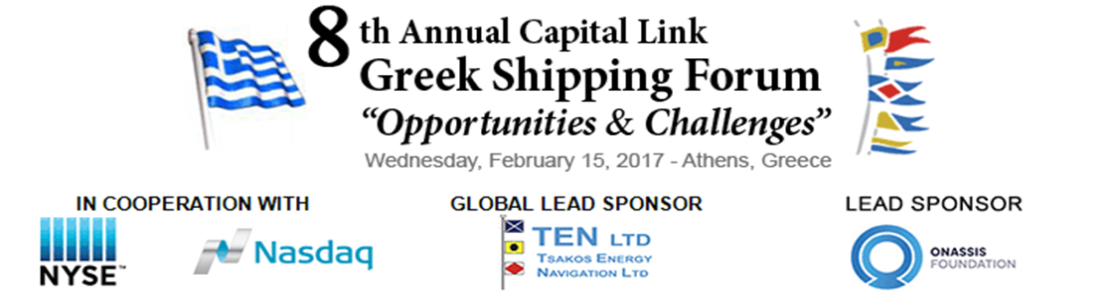 8th Annual Capital Link
Greek Shipping Forum
“Opportunities & Challenges”
Wednesday, February 15, 2017 - Athens, Greece
IN COOPERATION WITH
GLOBAL LEAD SPONSOR
LEAD SPONSOR
NYSE™
Nasdaq
TEN LTD
TSAKOS ENERGY
NAVIGATION LTD
ONASSIS
FOUNDATION